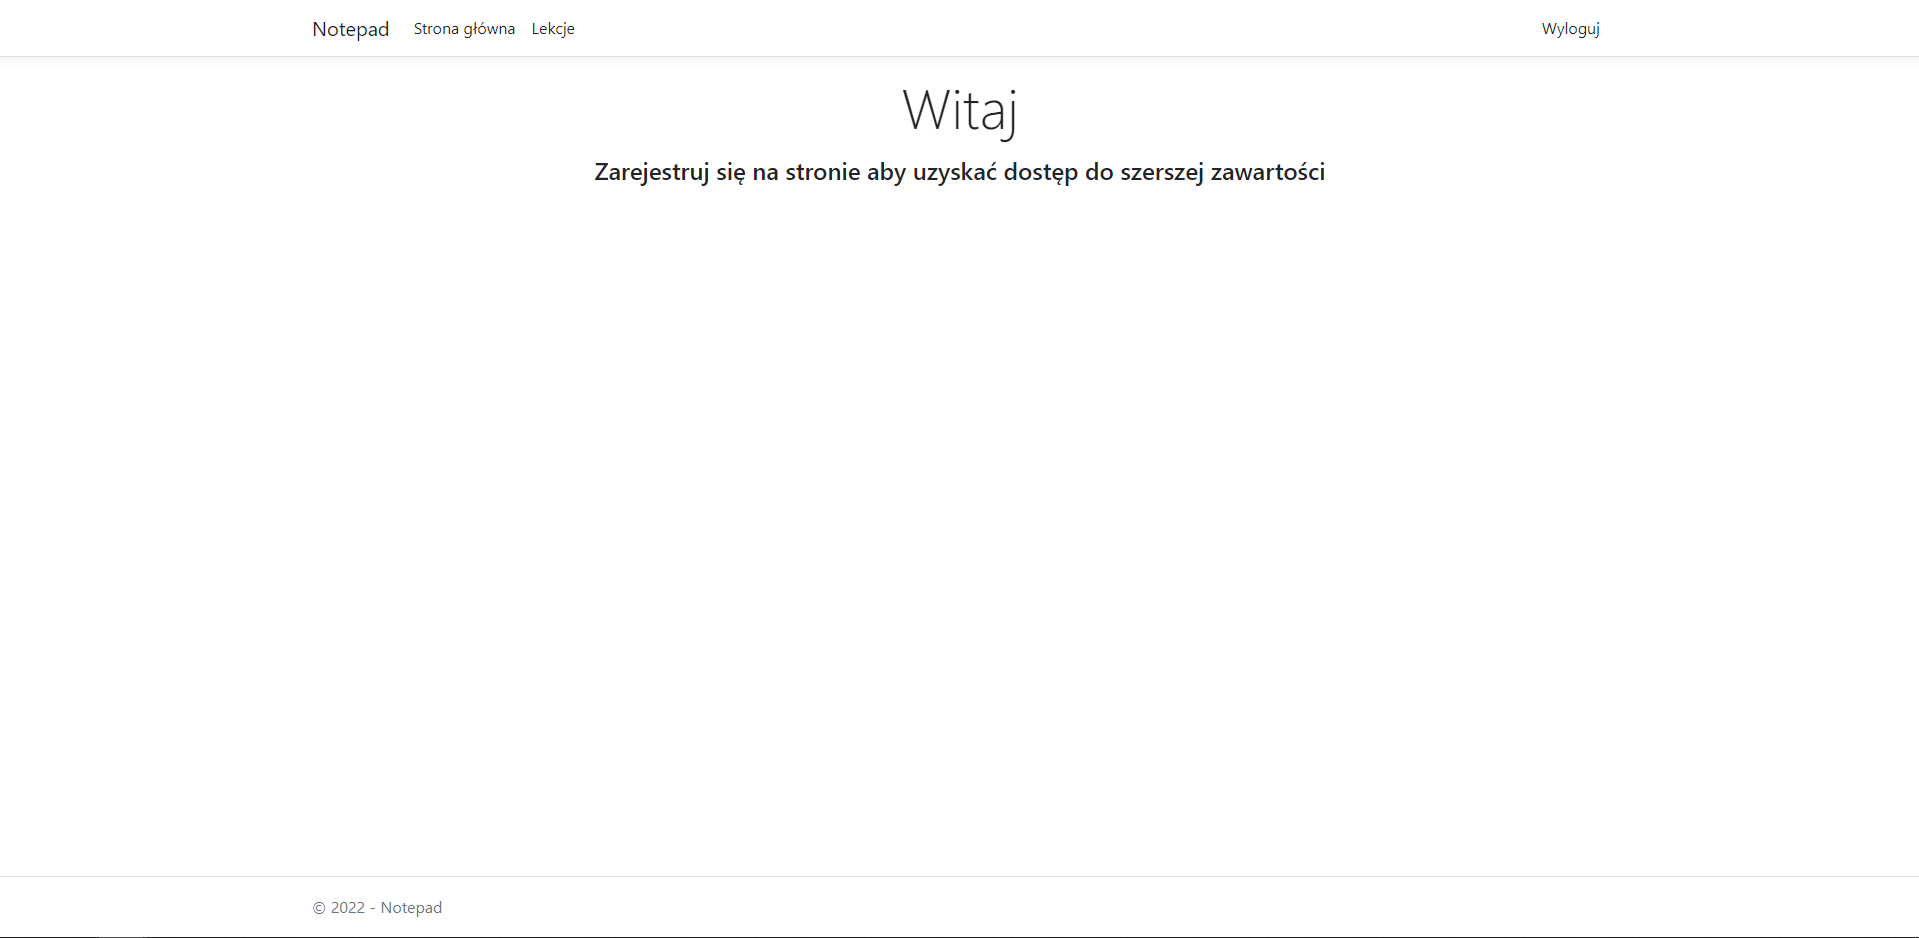 Notepad Strona główna Lekcje Wyloguj
Witaj
Zarejestruj się na stronie aby uzyskać dostęp do szerszej zawartości
© 2022 - Notepad